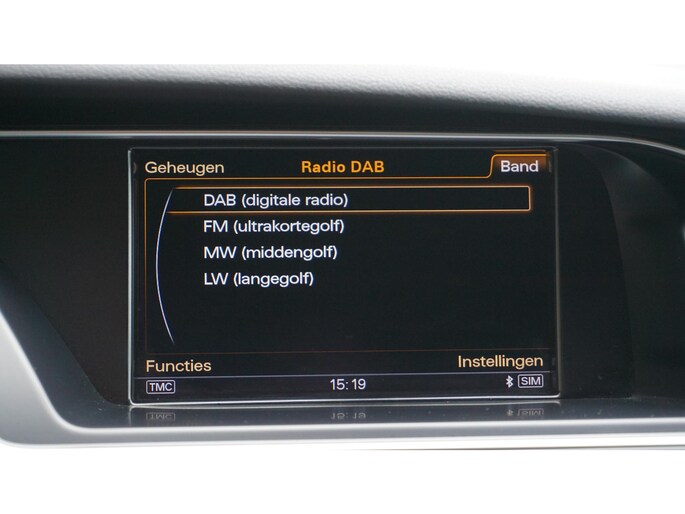 Geheugen Radio DAB Band
DAB (digitale radio)
FM (ultrakortegolf)
MW (middengolf)
LW (langegolf)
Functies Instellingen
TMC 15:19 SIM